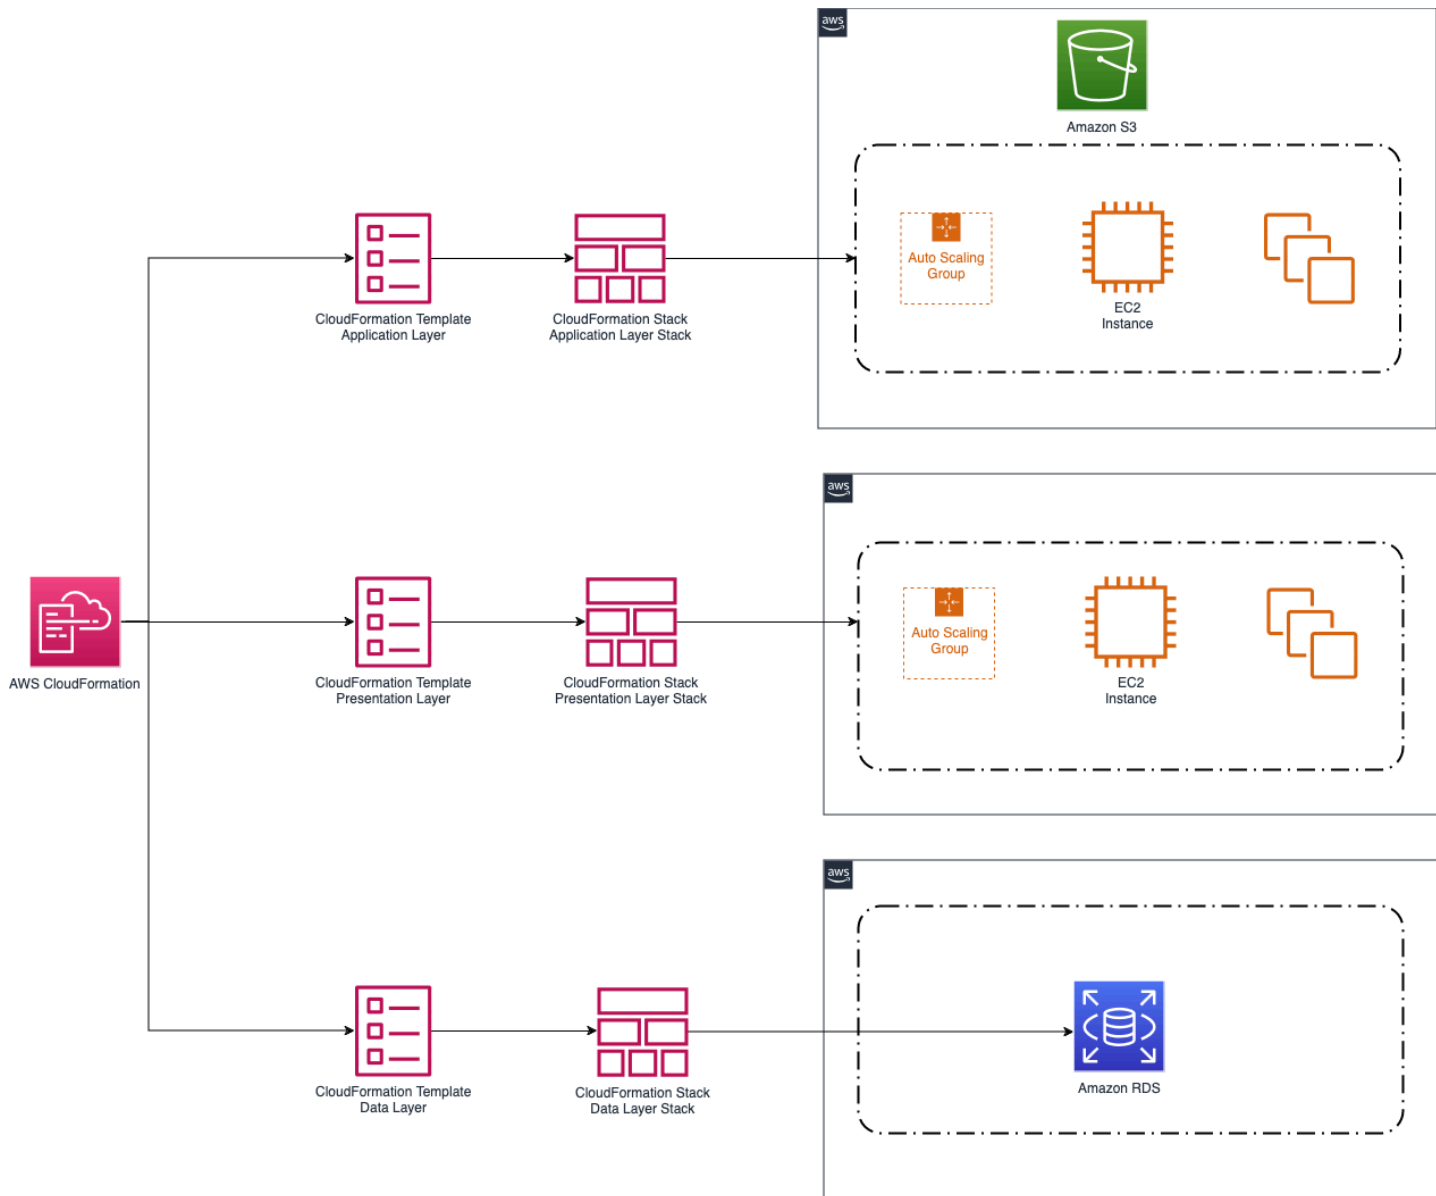 aws
Amazon S3
Auto Scaling
Group
EC2
Instance
CloudFormation Template
Application Layer
CloudFormation Stack
Application Layer Stack
aws
Auto Scaling
Group
EC2
Instance
AWS CloudFormation
CloudFormation Template
Presentation Layer
CloudFormation Stack
Presentation Layer Stack
aws
Amazon RDS
CloudFormation Template
Data Layer
CloudFormation Stack
Data Layer Stack